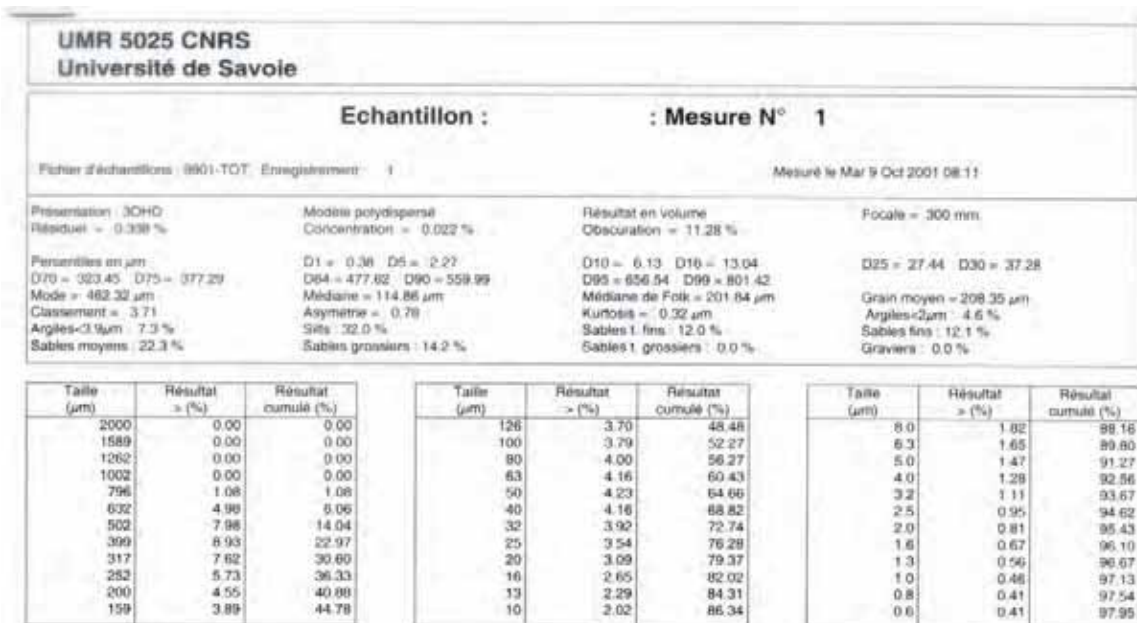 UMR 5025 CNRS
Université de Savoie
Echantillon : : Mesure N° 1
Fichier d'échantillons : 9901-TOT Enregistrement : 1 Mesuré le Mar 9 Oct 2001 08:11
Présentation : 3OHD Modèle polydispersé Résultat en volume Focale = 300 mm.
Résiduel = 0.338 % Concentration = 0.022 % Obscuration = 11.28 %
Percentiles en µm D1 = 0.38 D5 = 2.27 D10 = 6.13 D16 = 13.04 D25 = 27.44 D30 = 37.28
D70 = 323.45 D75 = 377.29 D84 = 477.62 D90 = 559.99 D95 = 656.54 D99 = 801.42
Mode = 462.32 µm Médiane = 114.86 µm Médiane de Folk = 201.64 µm Grain moyen = 208.35 µm
Classement = 3.71 Asymétrie = 0.78 Kurtosis = 0.32 µm Argiles<2µm : 4.6 %
Argiles<3.9µm : 7.3 % Silts : 32.0 % Sables t. fins : 12.0 % Sables fins : 12.1 %
Sables moyens : 22.3 % Sables grossiers : 14.2 % Sables t. grossiers : 0.0 % Graviers : 0.0 %
Taille Résultat Résultat Taille Résultat Résultat Taille Résultat Résultat
(µm) > (%) cumulé (%) (µm) > (%) cumulé (%) (µm) > (%) cumulé (%)
2000 0.00 0.00 126 3.70 48.48 8.0 1.82 88.16
1589 0.00 0.00 100 3.79 52.27 6.3 1.65 89.80
1262 0.00 0.00 80 4.00 56.27 5.0 1.47 91.27
1002 0.00 0.00 63 4.16 60.43 4.0 1.28 92.56
796 1.08 1.08 50 4.23 64.66 3.2 1.11 93.67
632 4.98 6.06 40 4.16 68.82 2.5 0.95 94.62
502 7.98 14.04 32 3.92 72.74 2.0 0.81 95.43
399 8.93 22.97 25 3.54 76.28 1.6 0.67 96.10
317 7.62 30.60 20 3.09 79.37 1.3 0.56 96.67
252 5.73 36.33 16 2.65 82.02 1.0 0.46 97.13
200 4.55 40.88 13 2.29 84.31 0.8 0.41 97.54
159 3.89 44.78 10 2.02 86.34 0.6 0.41 97.95